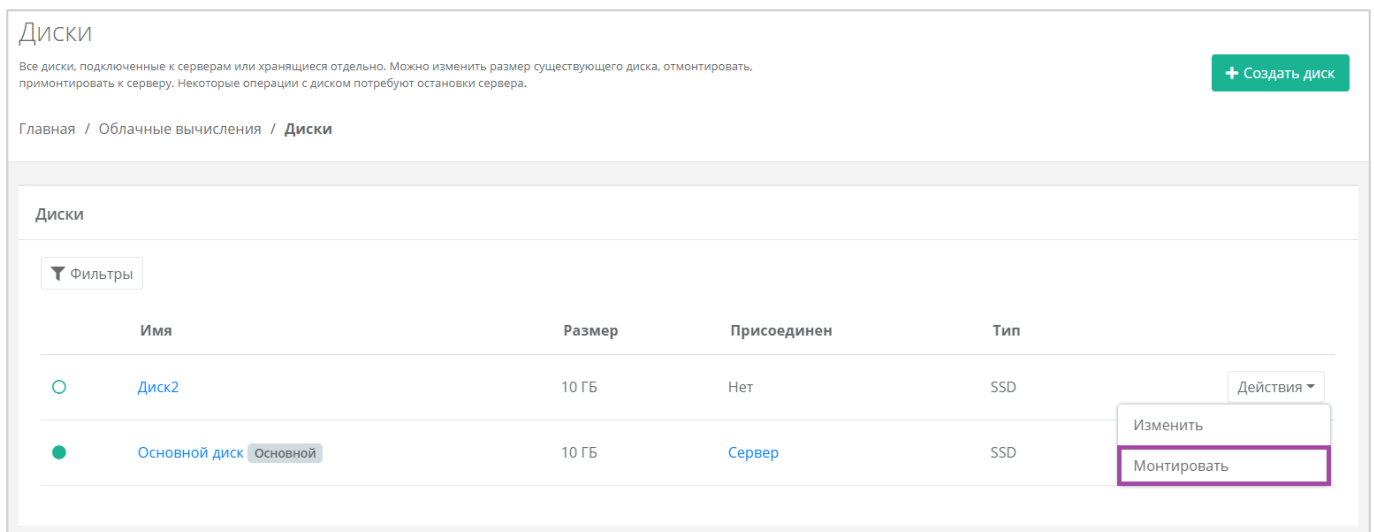 Диски
Все диски, подключенные к серверам или хранящиеся отдельно. Можно изменить размер существующего диска, отмонтировать,
примонтировать к серверу. Некоторые операции с диском потребуют остановки сервера.
+ Создать диск
Главная / Облачные вычисления / Диски
Диски
Фильтры
Имя Размер Присоединен Тип
Диск2 10 ГБ Нет SSD Действия
Изменить
Основной диск Основной 10 ГБ Сервер SSD
Монтировать